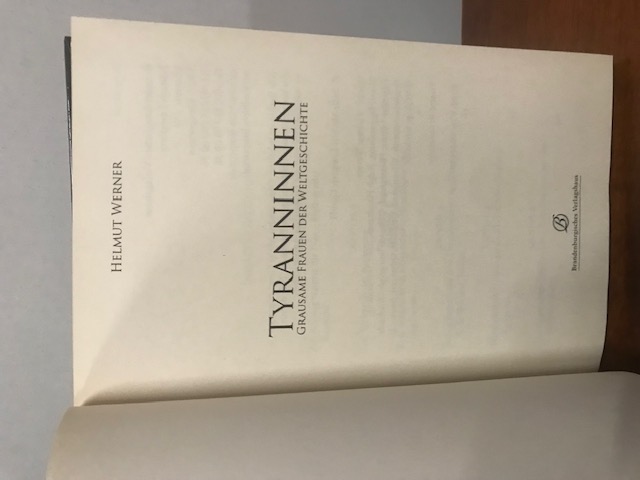 HELMUT WERNER
TYRANNINNEN
GRAUSAME FRAUEN DER WELTGESCHICHTE
B
Brandenburgisches Verlagshaus